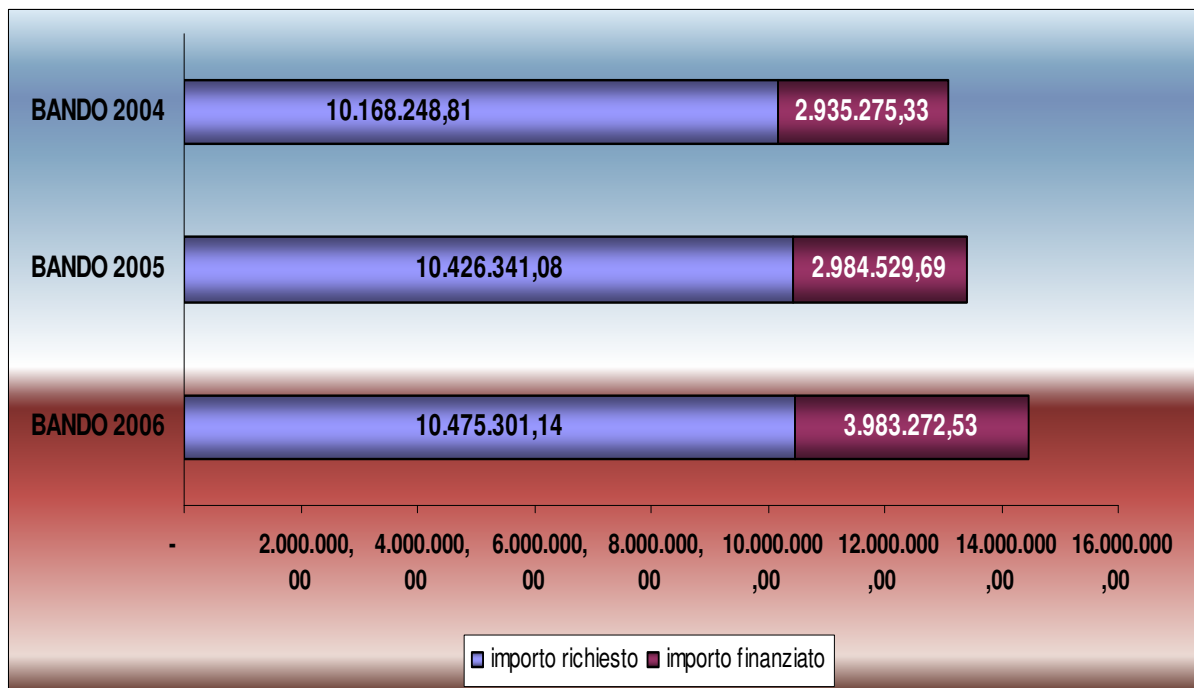 BANDO 2004 10.168.248,81 2.935.275,33
BANDO 2005 10.426.341,08 2.984.529,69
BANDO 2006 10.475.301,14 3.983.272,53
- 2.000.000, 4.000.000, 6.000.000, 8.000.000, 10.000.000 12.000.000 14.000.000 16.000.000
00 00 00 00 ,00 ,00 ,00 ,00
importo richiesto importo finanziato